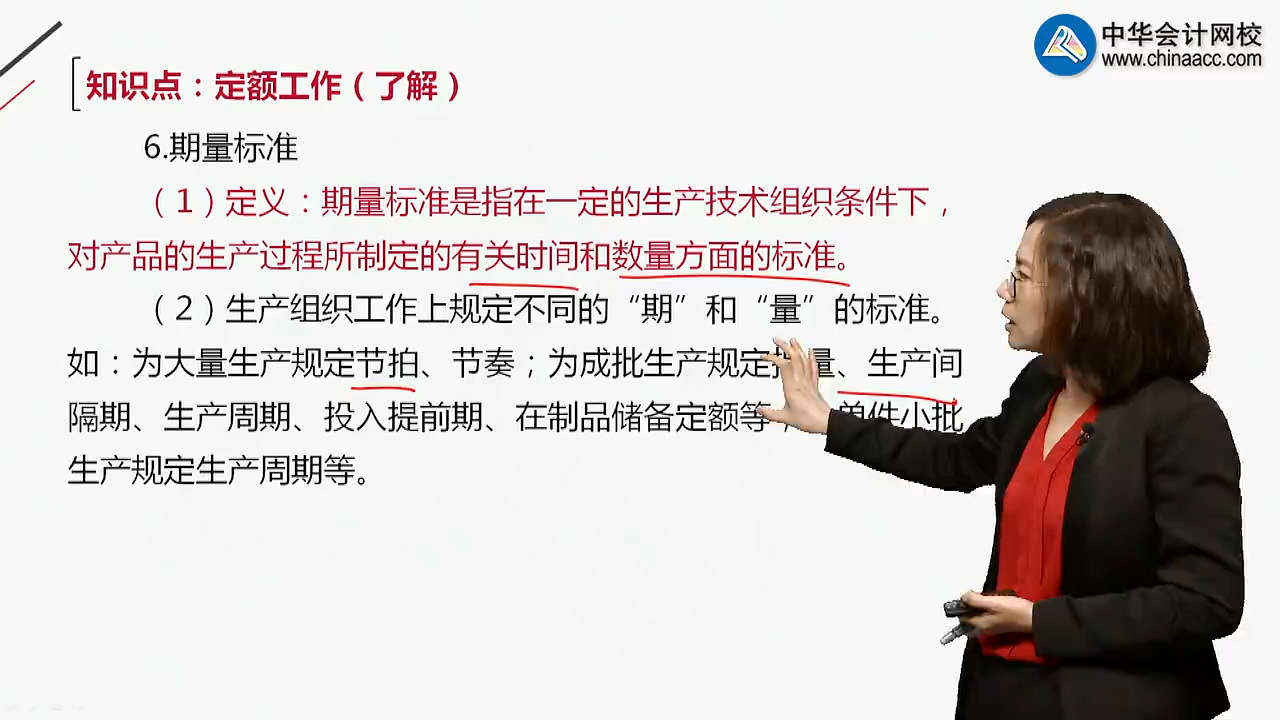 中华会计网校
www.chinaacc.com
知识点：定额工作（了解）
6.期量标准
（1）定义：期量标准是指在一定的生产技术组织条件下，
对产品的生产过程所制定的有关时间和数量方面的标准。
（2）生产组织工作上规定不同的“期”和“量”的标准。
如：为大量生产规定节拍、节奏；为成批生产规定批量、生产间
隔期、生产周期、投入提前期、在制品储备定额等；单件小批
生产规定生产周期等。